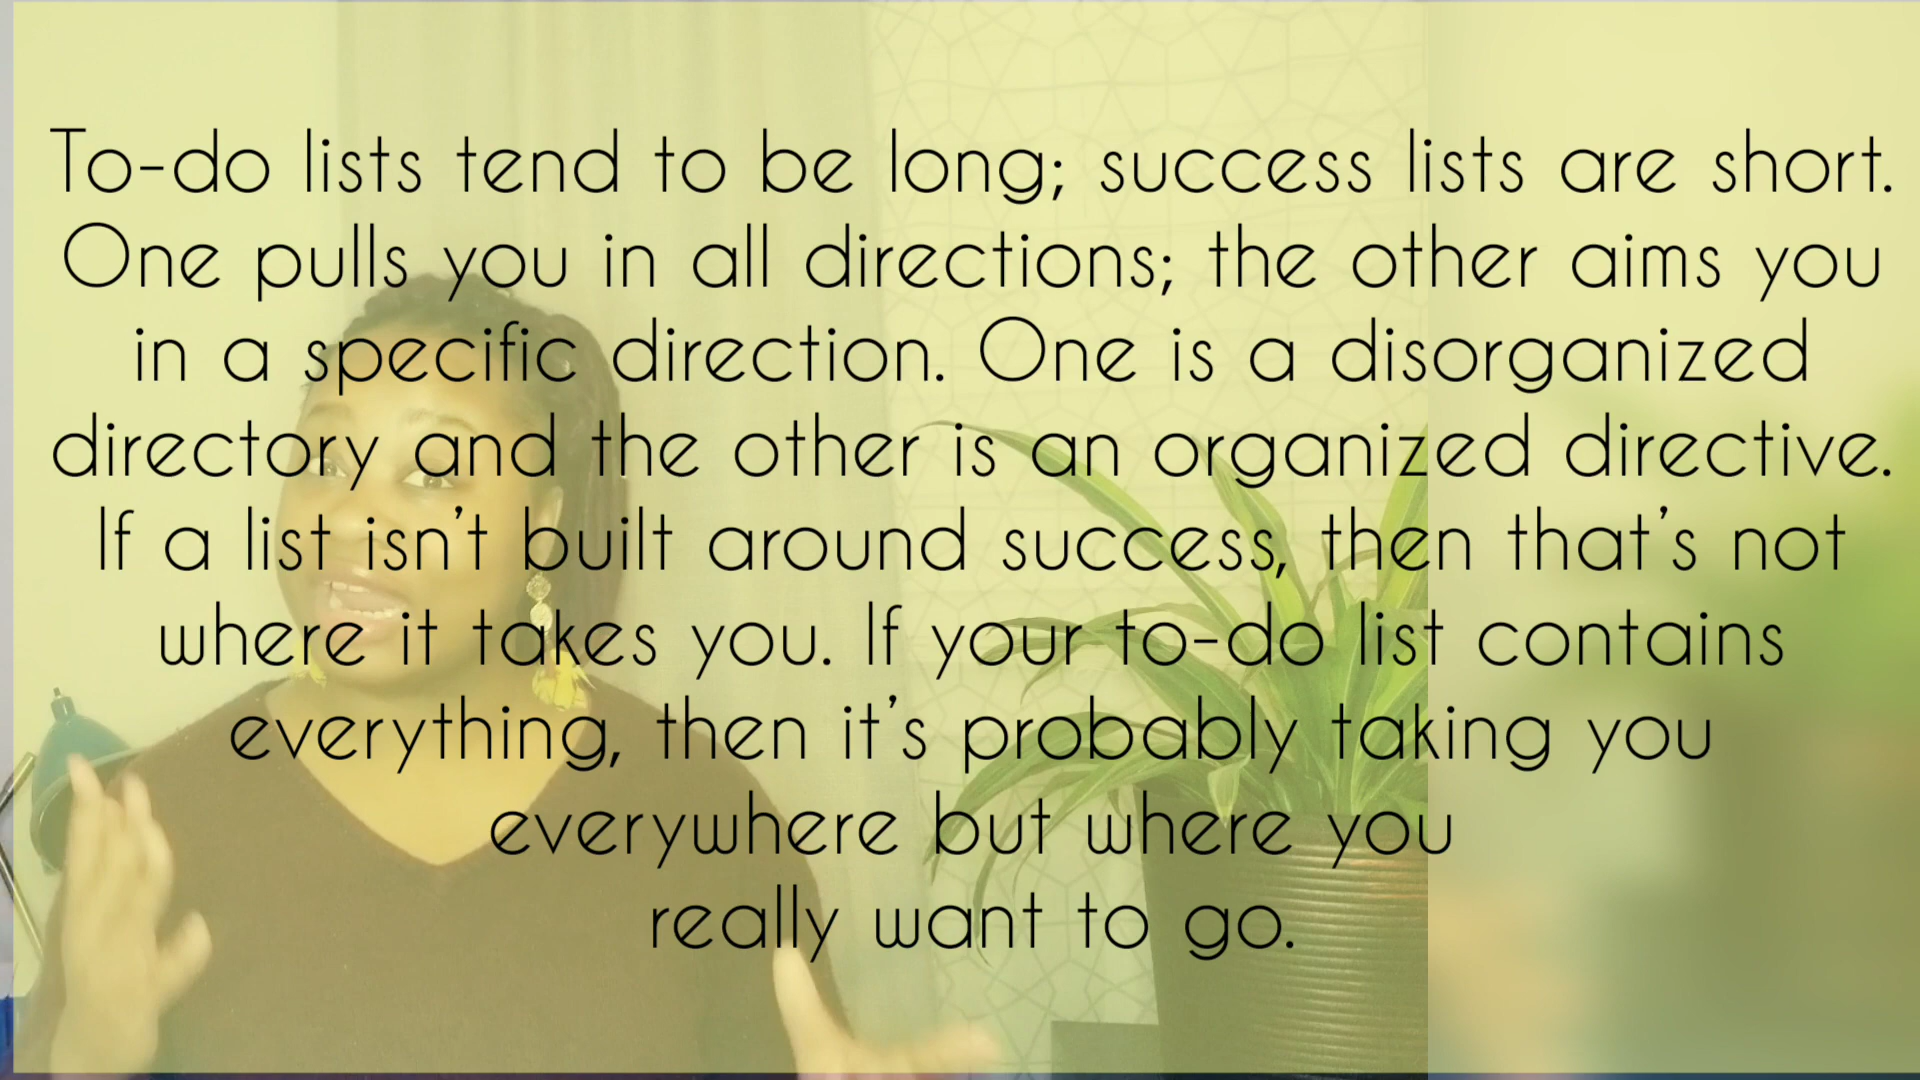 To-do lists tend to be long; success lists are short.
One pulls you in all directions; the other aims you
in a specific direction. One is a disorganized
directory and the other is an organized directive.
If a list isn't built around success, then that's not
where it takes you. If your to-do list contains
everything, then it's probably taking you
everywhere but where you
really want to go.